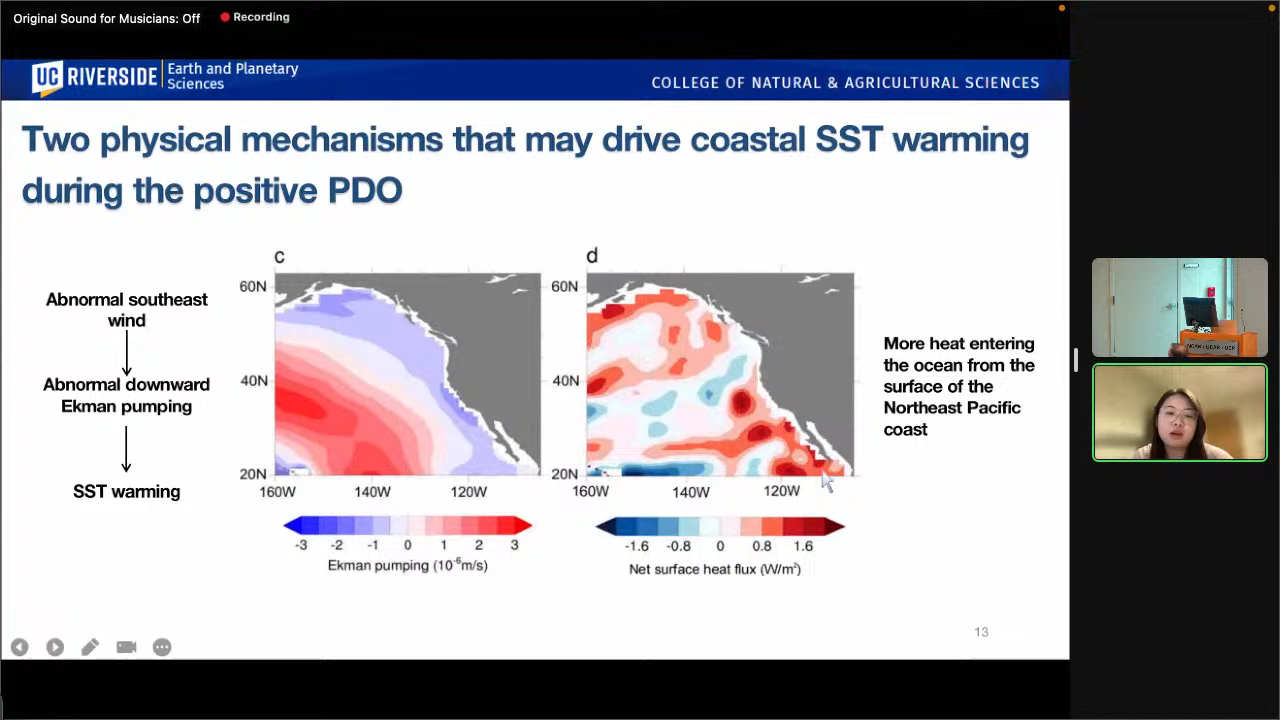 Original Sound for Musicians: Off
Recording
UC RIVERSIDE
Earth and Planetary
Sciences
COLLEGE OF NATURAL & AGRICULTURAL SCIENCES
Two physical mechanisms that may drive coastal SST warming
during the positive PDO
Abnormal southeast
wind
Abnormal downward
Ekman pumping
SST warming
c
60N
40N
20N
160W 140W 120W
-3 -2 -1 0 1 2 3
Ekman pumping (10⁻⁶m/s)
d
60N
40N
20N
160W 140W 120W
-1.6 -0.8 0 0.8 1.6
Net surface heat flux (W/m²)
More heat entering
the ocean from the
surface of the
Northeast Pacific
coast
13
NCAR • UCAR • UCP